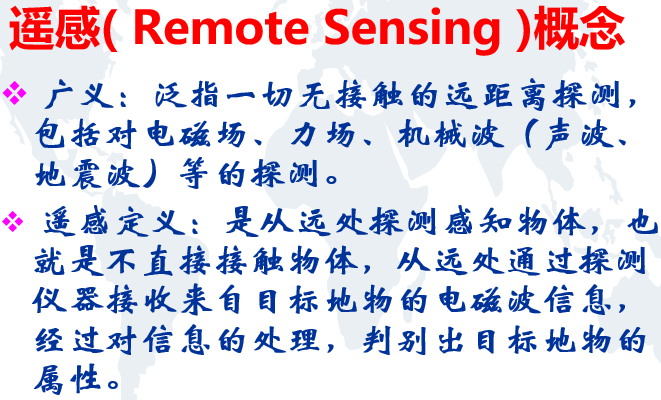 遥感( Remote Sensing )概念
❖ 广义：泛指一切无接触的远距离探测，
包括对电磁场、力场、机械波（声波、
地震波）等的探测。
❖ 遥感定义：是从远处探测感知物体，也
就是不直接接触物体，从远处通过探测
仪器接收来自目标地物的电磁波信息，
经过对信息的处理，判别出目标地物的
属性。